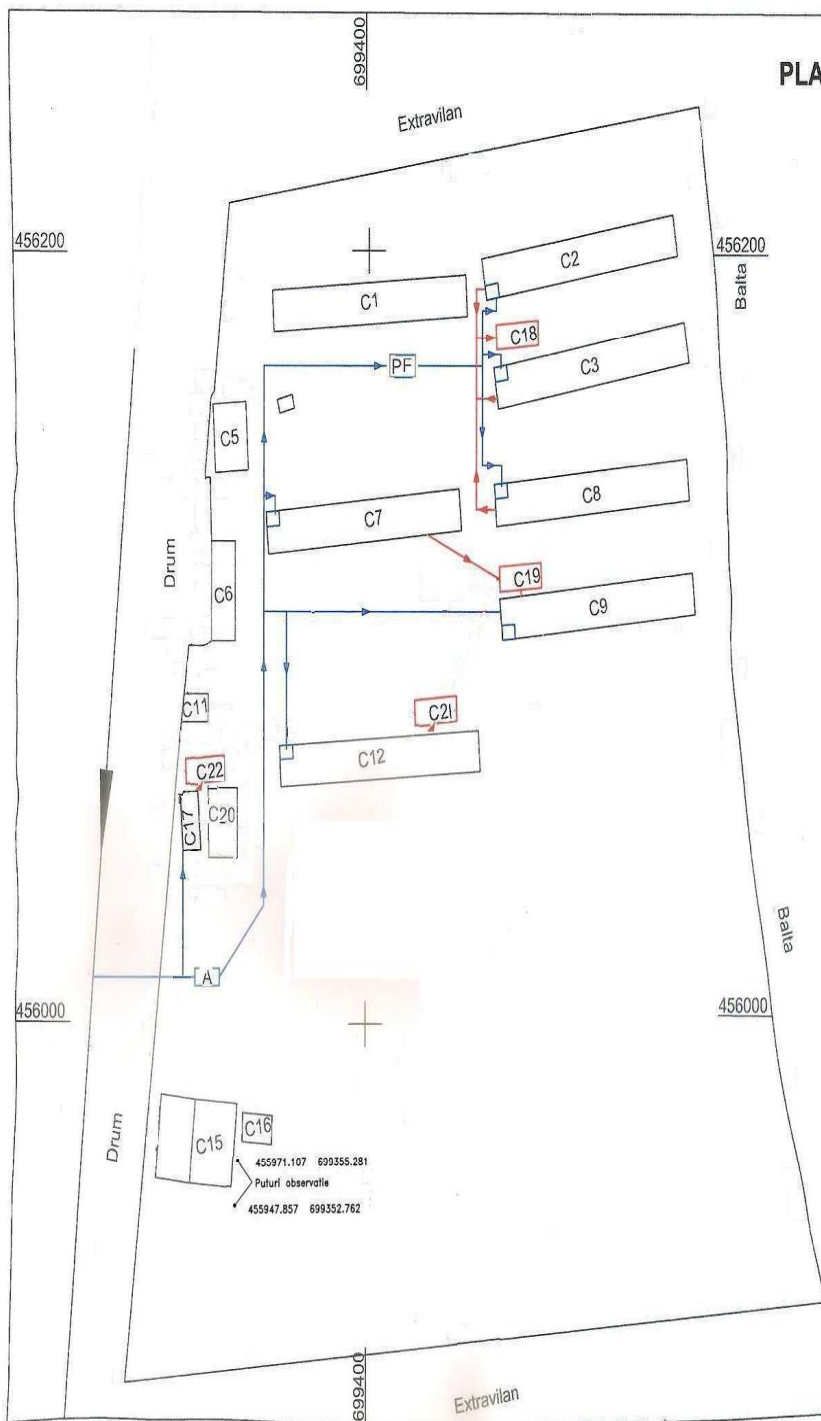 699400
PLA
Extravilan
456200
456200
Balta
C2
C1
C18
PF
C3
C5
C8
C7
Drum
C19
C6
C9
C11
C21
C12
C22
C20
C17
Balta
A
456000
456000
Drum
C16
C15
455971.107 699355.281
Puturi observatie
455947.857 699352.762
699400
Extravilan